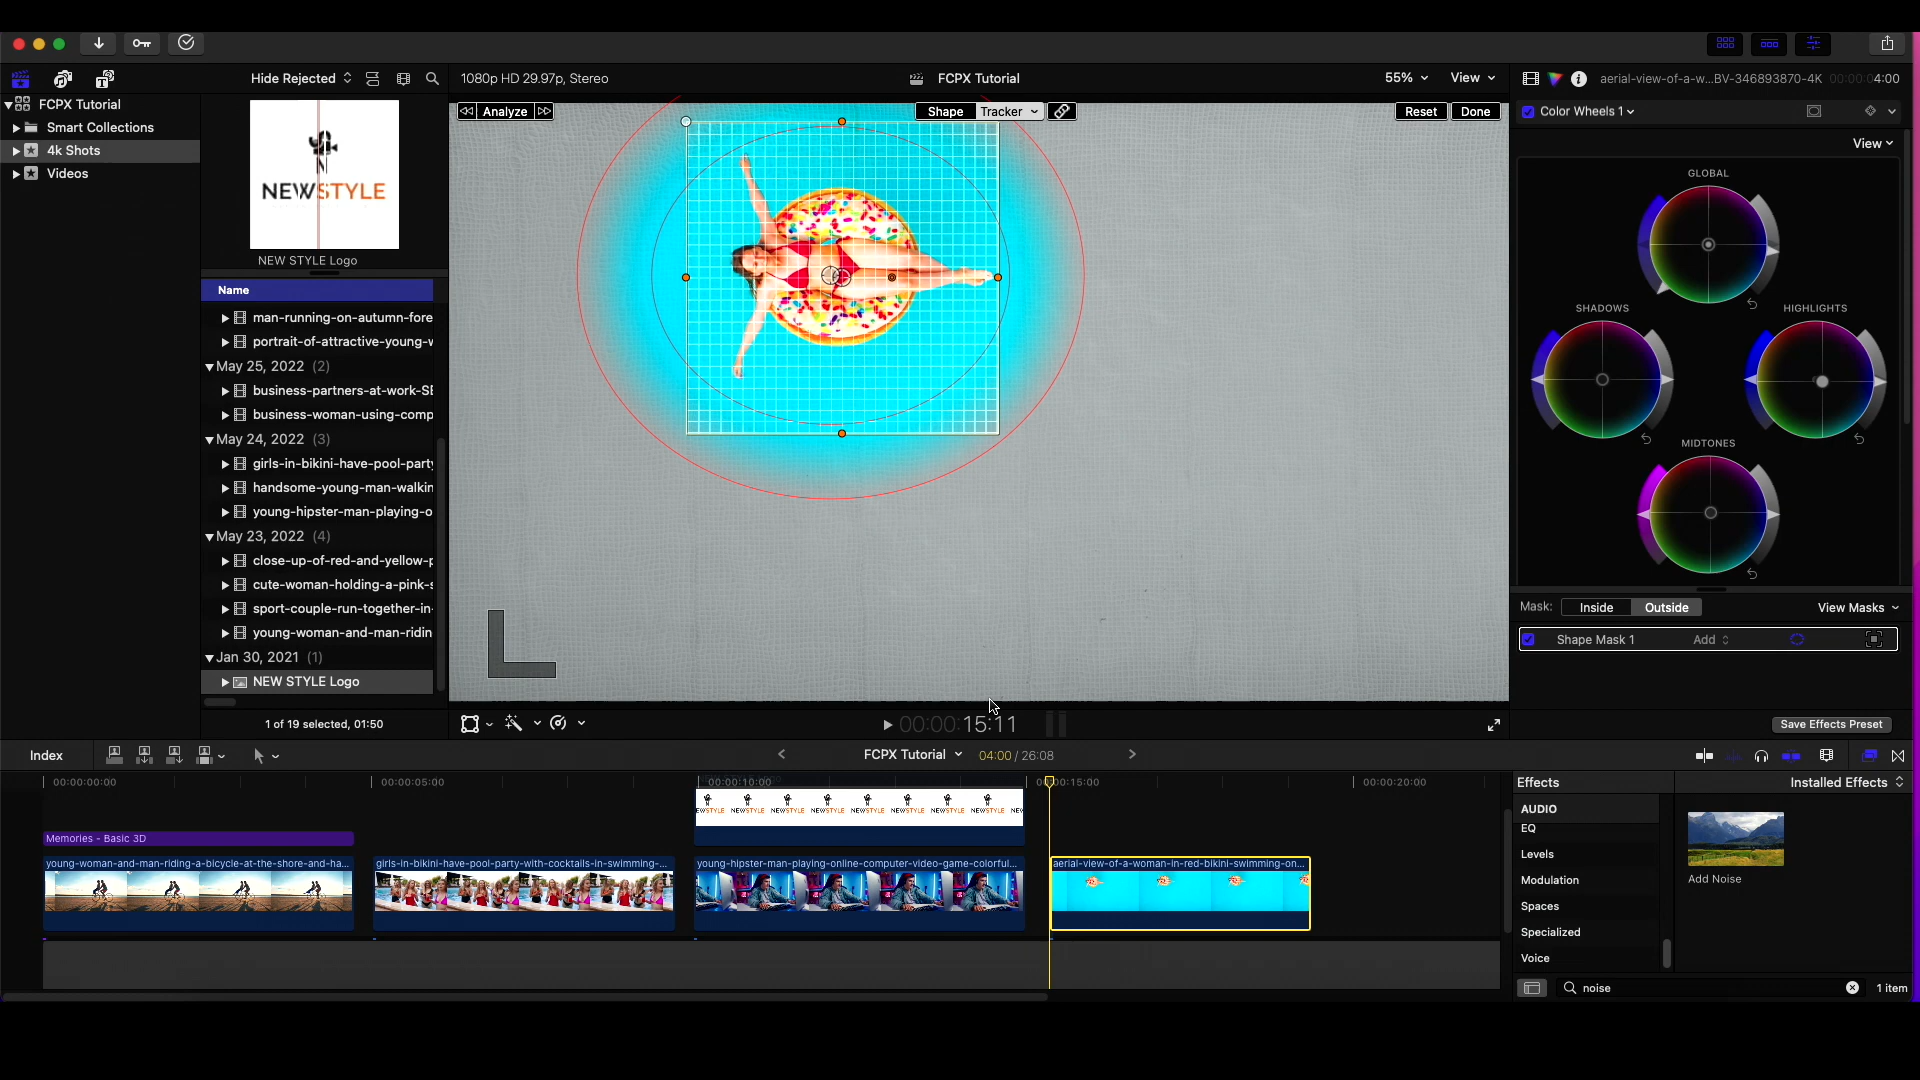 Hide Rejected
1080p HD 29.97p, Stereo
FCPX Tutorial
55%
View
aerial-view-of-a-w...BV-346893870-4K
00:00:04:00
FCPX Tutorial
Smart Collections
4k Shots
Videos
NEWSTYLE
NEW STYLE Logo
Name
man-running-on-autumn-fore
portrait-of-attractive-young-w
May 25, 2022 (2)
business-partners-at-work-SE
business-woman-using-comp
May 24, 2022 (3)
girls-in-bikini-have-pool-party
handsome-young-man-walkin
young-hipster-man-playing-o
May 23, 2022 (4)
close-up-of-red-and-yellow-p
cute-woman-holding-a-pink-s
sport-couple-run-together-in-
young-woman-and-man-ridin
Jan 30, 2021 (1)
NEW STYLE Logo
1 of 19 selected, 01:50
Analyze
Shape
Tracker
Reset
Done
00:00:15:11
Color Wheels 1
View
GLOBAL
SHADOWS
HIGHLIGHTS
MIDTONES
Mask:
Inside
Outside
View Masks
Shape Mask 1
Add
Save Effects Preset
Index
FCPX Tutorial
04:00 / 26:08
00:00:00:00
00:00:05:00
00:00:10:00
00:00:15:00
00:00:20:00
Memories - Basic 3D
young-woman-and-man-riding-a-bicycle-at-the-shore-and-ha...
girls-in-bikini-have-pool-party-with-cocktails-in-swimming-...
young-hipster-man-playing-online-computer-video-game-colorful...
aerial-view-of-a-woman-in-red-bikini-swimming-on...
Effects
Installed Effects
AUDIO
EQ
Levels
Modulation
Spaces
Specialized
Voice
Add Noise
noise
1 item